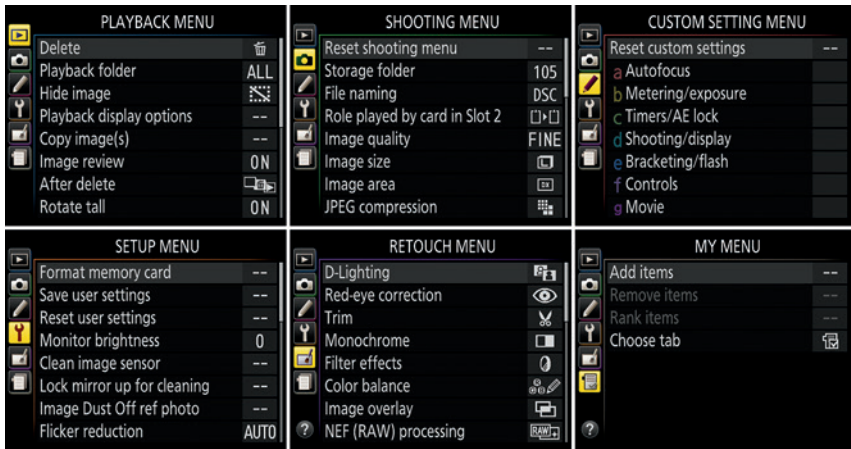 PLAYBACK MENU
Delete
Playback folder ALL
Hide image
Playback display options --
Copy image(s) --
Image review ON
After delete
Rotate tall ON
SHOOTING MENU
Reset shooting menu --
Storage folder 105
File naming DSC
Role played by card in Slot 2
Image quality FINE
Image size L
Image area DX
JPEG compression
CUSTOM SETTING MENU
Reset custom settings --
a Autofocus
b Metering/exposure
c Timers/AE lock
d Shooting/display
e Bracketing/flash
f Controls
g Movie
SETUP MENU
Format memory card --
Save user settings --
Reset user settings --
Monitor brightness 0
Clean image sensor --
Lock mirror up for cleaning --
Image Dust Off ref photo --
Flicker reduction AUTO
RETOUCH MENU
D-Lighting
Red-eye correction
Trim
Monochrome
Filter effects
Color balance
Image overlay
? NEF (RAW) processing RAW+
MY MENU
Add items --
Remove items --
Rank items --
Choose tab
?